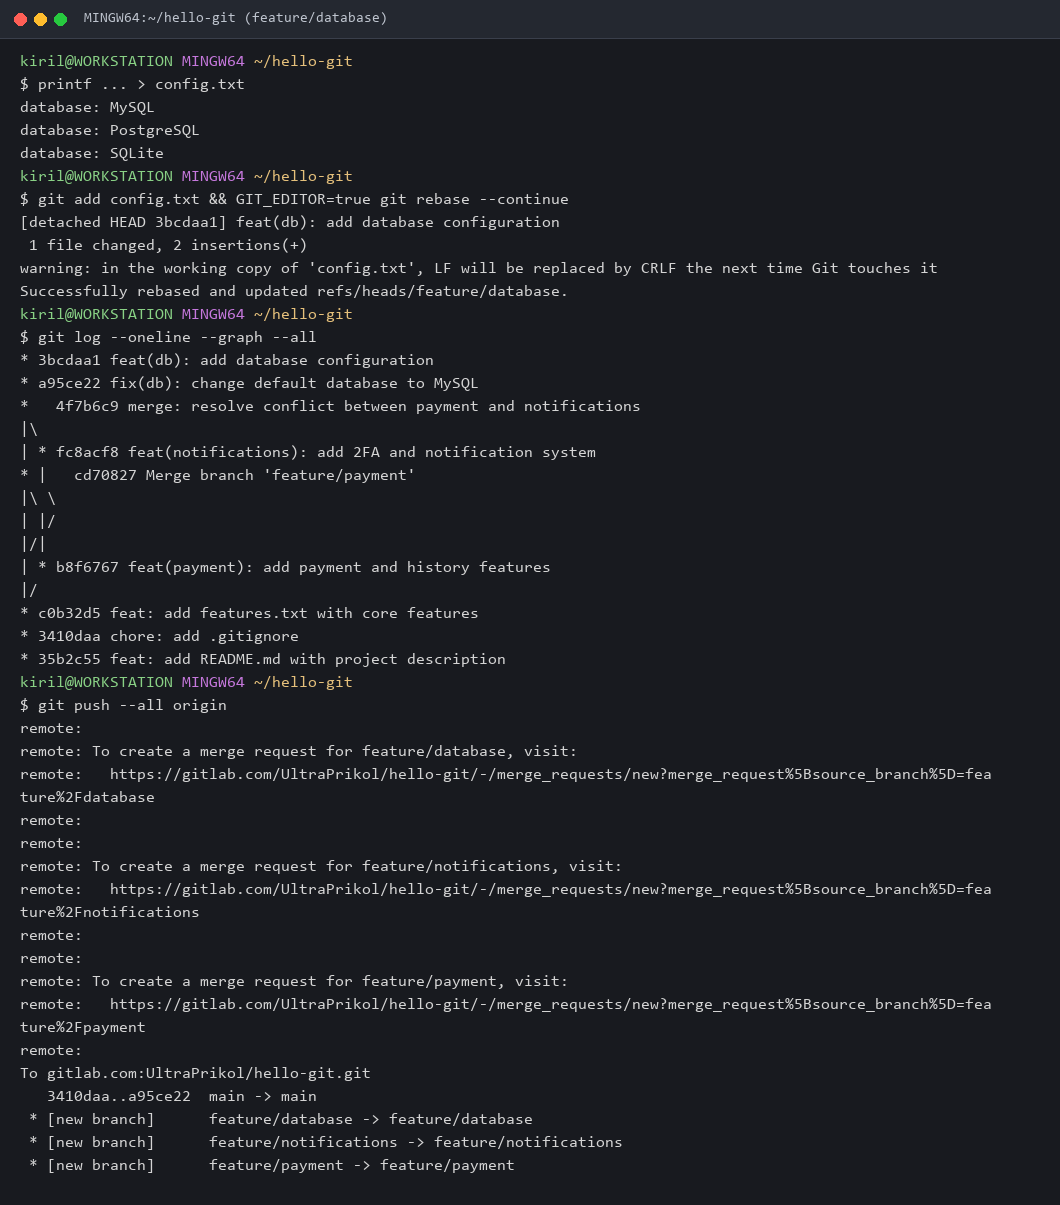 MINGW64:~/hello-git (feature/database)
kiril@WORKSTATION MINGW64 ~/hello-git
$ printf ... > config.txt
database: MySQL
database: PostgreSQL
database: SQLite
kiril@WORKSTATION MINGW64 ~/hello-git
$ git add config.txt && GIT_EDITOR=true git rebase --continue
[detached HEAD 3bcdaa1] feat(db): add database configuration
 1 file changed, 2 insertions(+)
warning: in the working copy of 'config.txt', LF will be replaced by CRLF the next time Git touches it
Successfully rebased and updated refs/heads/feature/database.
kiril@WORKSTATION MINGW64 ~/hello-git
$ git log --oneline --graph --all
* 3bcdaa1 feat(db): add database configuration
* a95ce22 fix(db): change default database to MySQL
*   4f7b6c9 merge: resolve conflict between payment and notifications
|\
| * fc8acf8 feat(notifications): add 2FA and notification system
* |   cd70827 Merge branch 'feature/payment'
|\ \
| |/
|/|
| * b8f6767 feat(payment): add payment and history features
|/
* c0b32d5 feat: add features.txt with core features
* 3410daa chore: add .gitignore
* 35b2c55 feat: add README.md with project description
kiril@WORKSTATION MINGW64 ~/hello-git
$ git push --all origin
remote:
remote: To create a merge request for feature/database, visit:
remote:   https://gitlab.com/UltraPrikol/hello-git/-/merge_requests/new?merge_request%5Bsource_branch%5D=fea
ture%2Fdatabase
remote:
remote:
remote: To create a merge request for feature/notifications, visit:
remote:   https://gitlab.com/UltraPrikol/hello-git/-/merge_requests/new?merge_request%5Bsource_branch%5D=fea
ture%2Fnotifications
remote:
remote:
remote: To create a merge request for feature/payment, visit:
remote:   https://gitlab.com/UltraPrikol/hello-git/-/merge_requests/new?merge_request%5Bsource_branch%5D=fea
ture%2Fpayment
remote:
To gitlab.com:UltraPrikol/hello-git.git
   3410daa..a95ce22  main -> main
 * [new branch]      feature/database -> feature/database
 * [new branch]      feature/notifications -> feature/notifications
 * [new branch]      feature/payment -> feature/payment